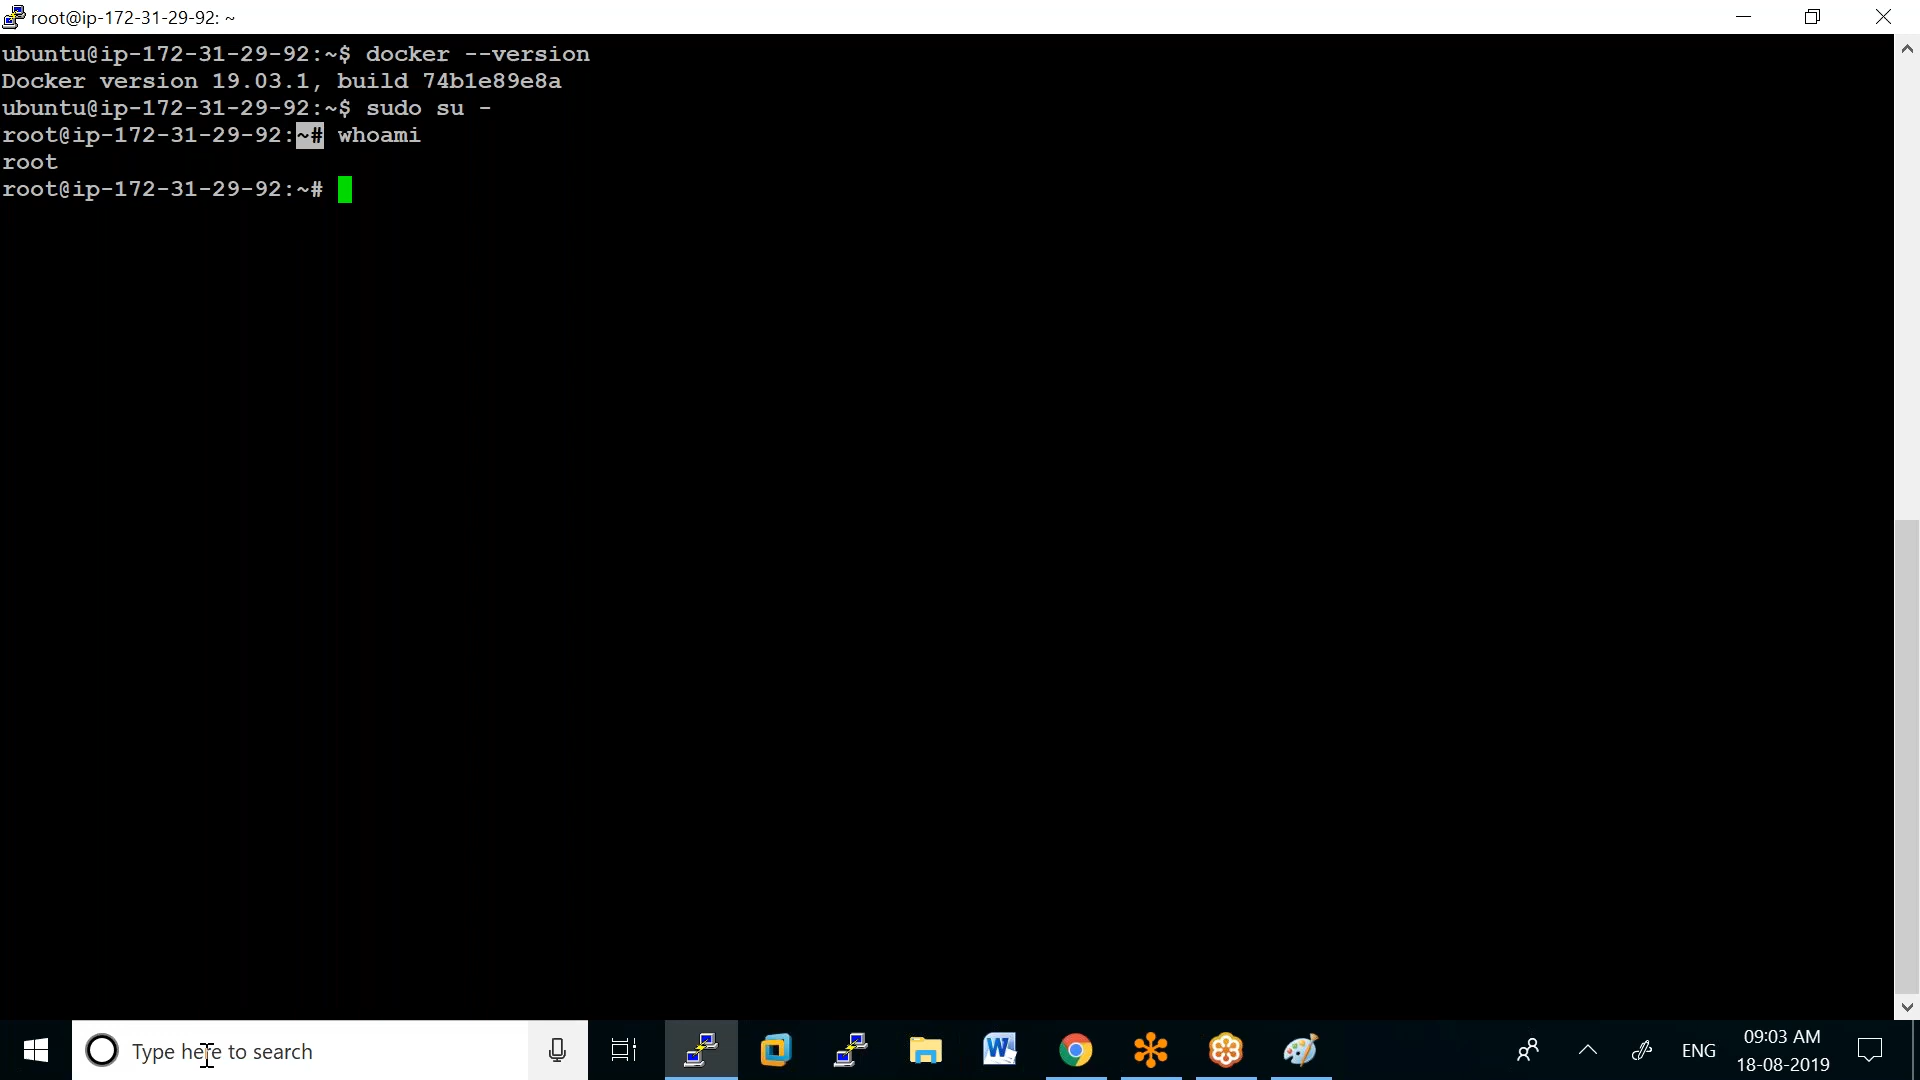 root@ip-172-31-29-92: ~
ubuntu@ip-172-31-29-92:~$ docker --version
Docker version 19.03.1, build 74b1e89e8a
ubuntu@ip-172-31-29-92:~$ sudo su -
root@ip-172-31-29-92:~# whoami
root
root@ip-172-31-29-92:~#
Type here to search
ENG
09:03 AM
18-08-2019